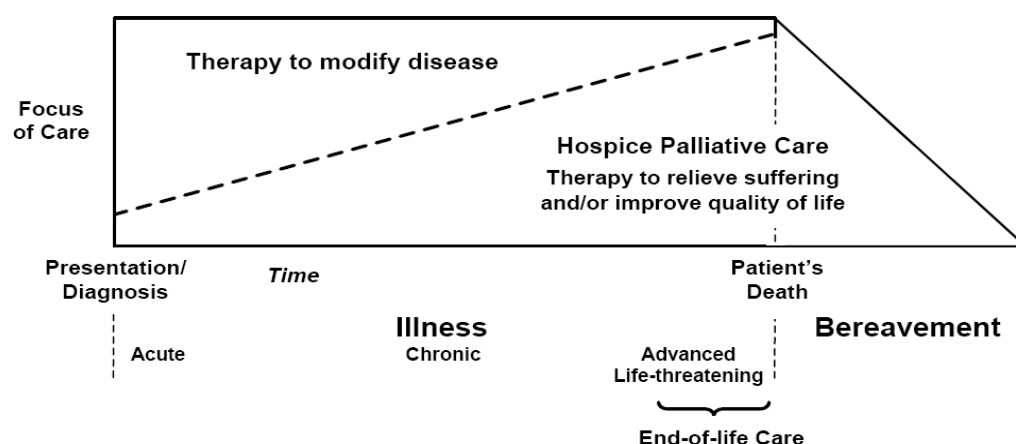 Therapy to modify disease
Focus
of Care
Hospice Palliative Care
Therapy to relieve suffering
and/or improve quality of life
Presentation/
Diagnosis
Time
Patient's
Death
Illness
Bereavement
Acute
Chronic
Advanced
Life-threatening
End-of-life Care